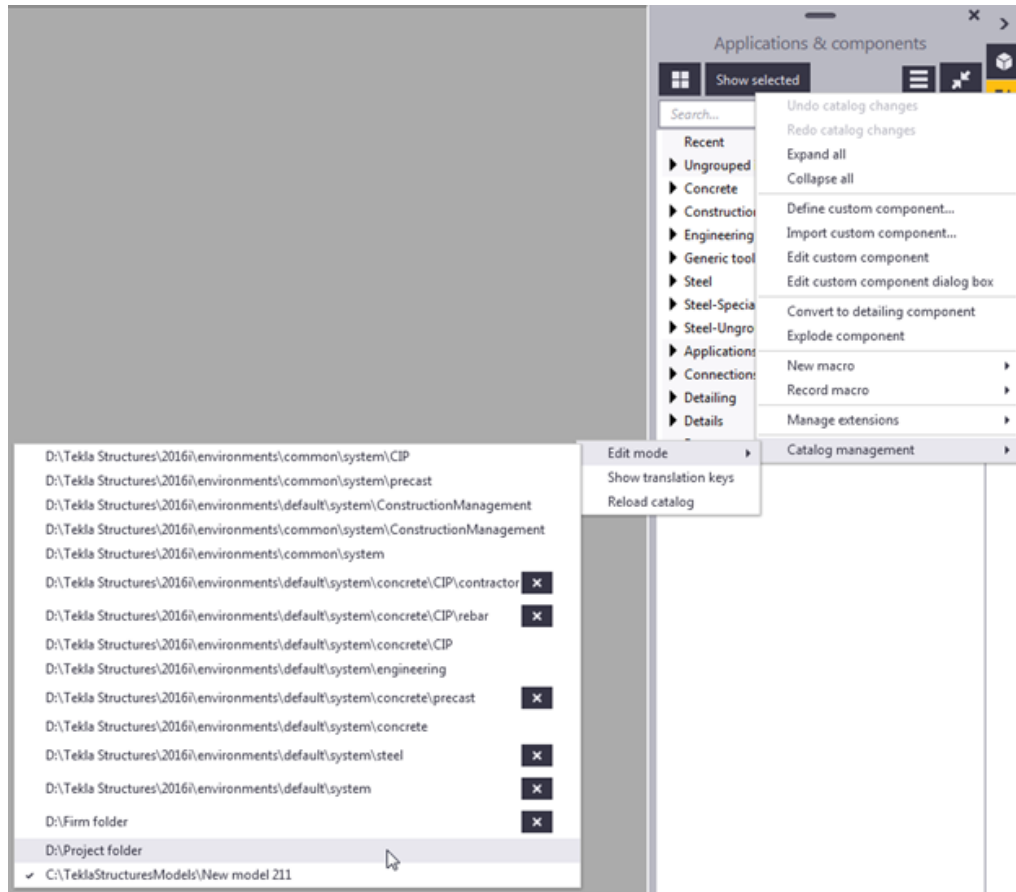 Applications & components
Show selected
Search...
Recent
Ungrouped
Concrete
Constructio
Engineering
Generic tool
Steel
Steel-Specia
Steel-Ungro
Applications
Connections
Detailing
Details
Undo catalog changes
Redo catalog changes
Expand all
Collapse all
Define custom component...
Import custom component...
Edit custom component
Edit custom component dialog box
Convert to detailing component
Explode component
New macro
Record macro
Manage extensions
Catalog management
Edit mode
Show translation keys
Reload catalog
D:\Tekla Structures\2016i\environments\common\system\CIP
D:\Tekla Structures\2016i\environments\common\system\precast
D:\Tekla Structures\2016i\environments\default\system\ConstructionManagement
D:\Tekla Structures\2016i\environments\common\system\ConstructionManagement
D:\Tekla Structures\2016i\environments\common\system
D:\Tekla Structures\2016i\environments\default\system\concrete\CIP\contractor
D:\Tekla Structures\2016i\environments\default\system\concrete\CIP\rebar
D:\Tekla Structures\2016i\environments\default\system\concrete\CIP
D:\Tekla Structures\2016i\environments\default\system\engineering
D:\Tekla Structures\2016i\environments\default\system\concrete\precast
D:\Tekla Structures\2016i\environments\default\system\concrete
D:\Tekla Structures\2016i\environments\default\system\steel
D:\Tekla Structures\2016i\environments\default\system
D:\Firm folder
D:\Project folder
C:\TeklaStructuresModels\New model 211